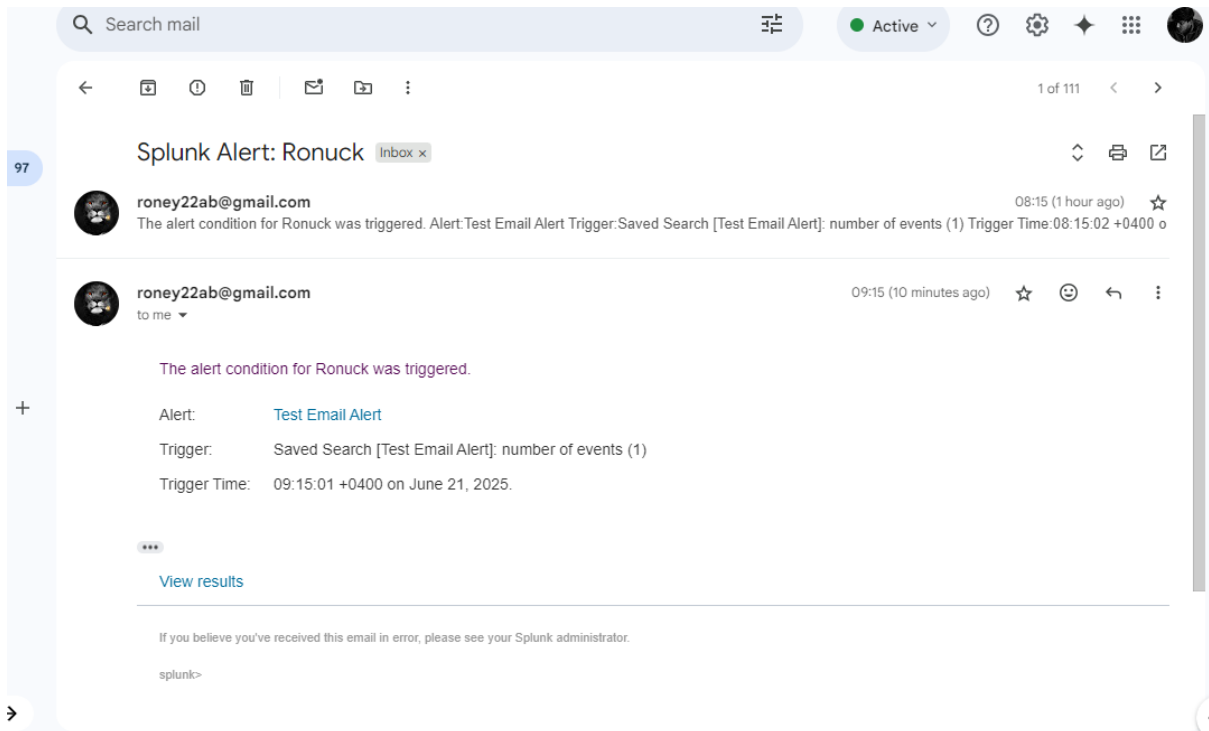 Search mail
Active
1 of 111
97
Splunk Alert: Ronuck Inbox ×
roney22ab@gmail.com 08:15 (1 hour ago)
The alert condition for Ronuck was triggered. Alert:Test Email Alert Trigger:Saved Search [Test Email Alert]: number of events (1) Trigger Time:08:15:02 +0400 o
roney22ab@gmail.com 09:15 (10 minutes ago)
to me
The alert condition for Ronuck was triggered.
Alert: Test Email Alert
Trigger: Saved Search [Test Email Alert]: number of events (1)
Trigger Time: 09:15:01 +0400 on June 21, 2025.
View results
If you believe you've received this email in error, please see your Splunk administrator.
splunk>